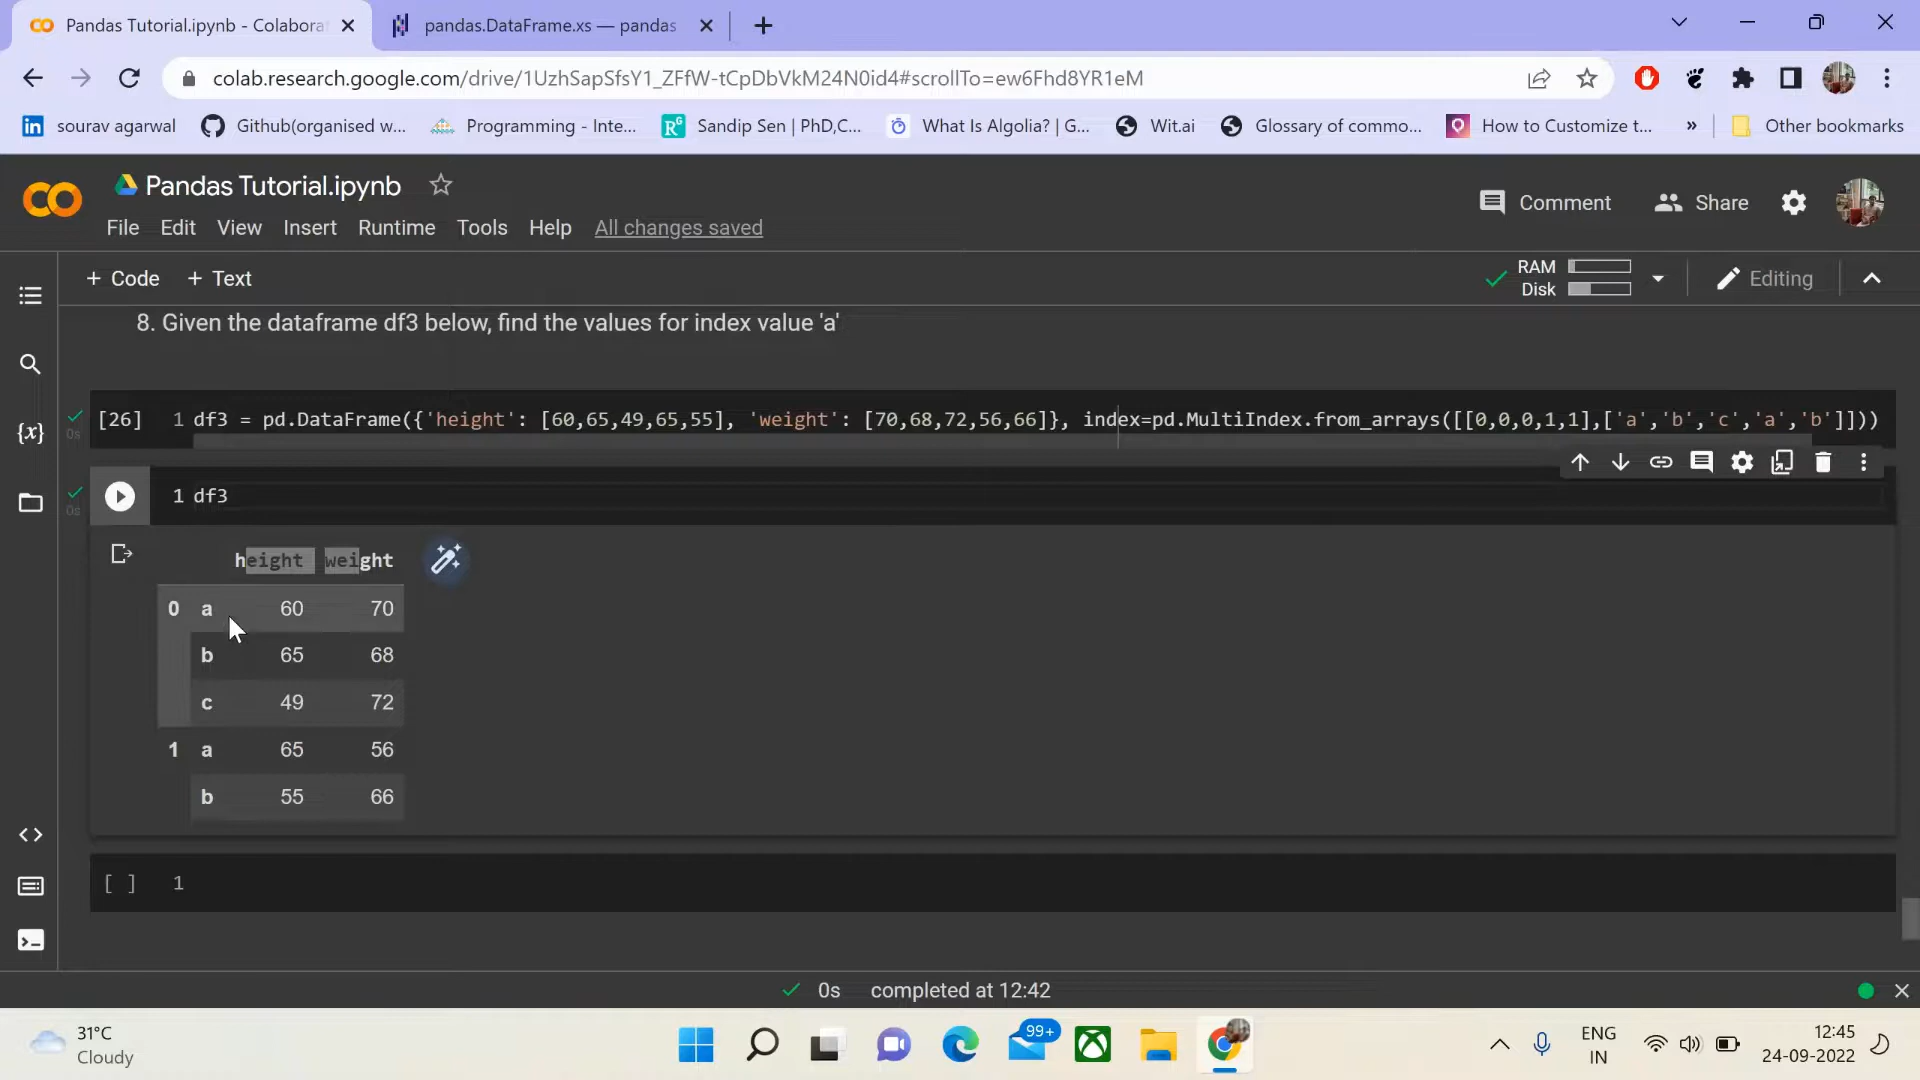 Pandas Tutorial.ipynb - Colabora
pandas.DataFrame.xs — pandas
colab.research.google.com/drive/1UzhSapSfsY1_ZFfW-tCpDbVkM24N0id4#scrollTo=ew6Fhd8YR1eM
in sourav agarwal Github(organised w... Programming - Inte... Sandip Sen | PhD,C... What Is Algolia? | G... Wit.ai Glossary of commo... How to Customize t... » Other bookmarks
Pandas Tutorial.ipynb
Comment Share
File Edit View Insert Runtime Tools Help All changes saved
+ Code + Text
RAM
Disk
Editing
8. Given the dataframe df3 below, find the values for index value 'a'
[26] 1 df3 = pd.DataFrame({'height': [60,65,49,65,55], 'weight': [70,68,72,56,66]}, index=pd.MultiIndex.from_arrays([[0,0,0,1,1],['a','b','c','a','b']]))
0s
{x}
1 df3
0s
height weight
0 a 60 70
b 65 68
c 49 72
1 a 65 56
b 55 66
[ ] 1
0s completed at 12:42
31°C
Cloudy
99+
ENG
IN
12:45
24-09-2022